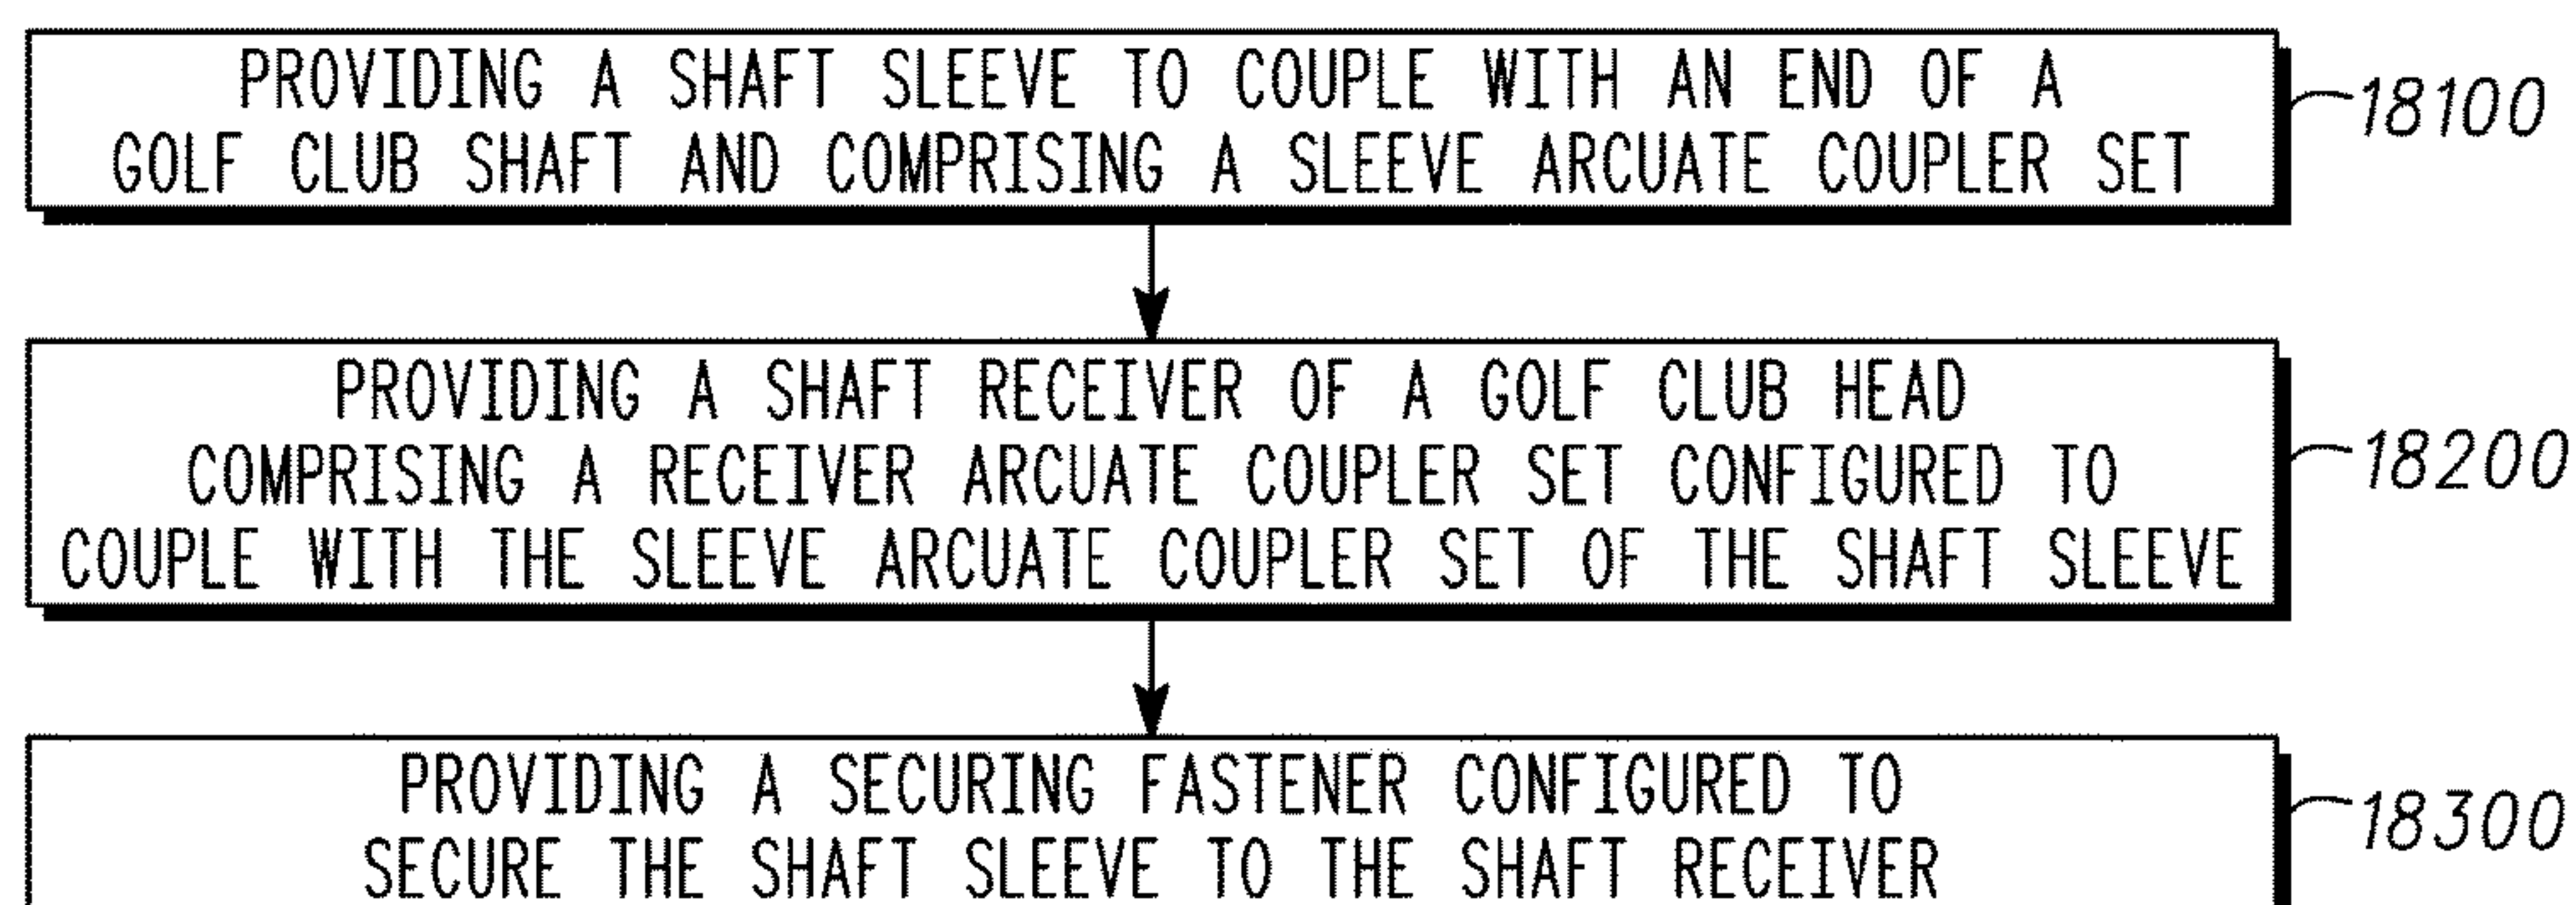 PROVIDING A SHAFT SLEEVE TO COUPLE WITH AN END OF A
GOLF CLUB SHAFT AND COMPRISING A SLEEVE ARCUATE COUPLER SET
18100
PROVIDING A SHAFT RECEIVER OF A GOLF CLUB HEAD
COMPRISING A RECEIVER ARCUATE COUPLER SET CONFIGURED TO
COUPLE WITH THE SLEEVE ARCUATE COUPLER SET OF THE SHAFT SLEEVE
18200
PROVIDING A SECURING FASTENER CONFIGURED TO
SECURE THE SHAFT SLEEVE TO THE SHAFT RECEIVER
18300